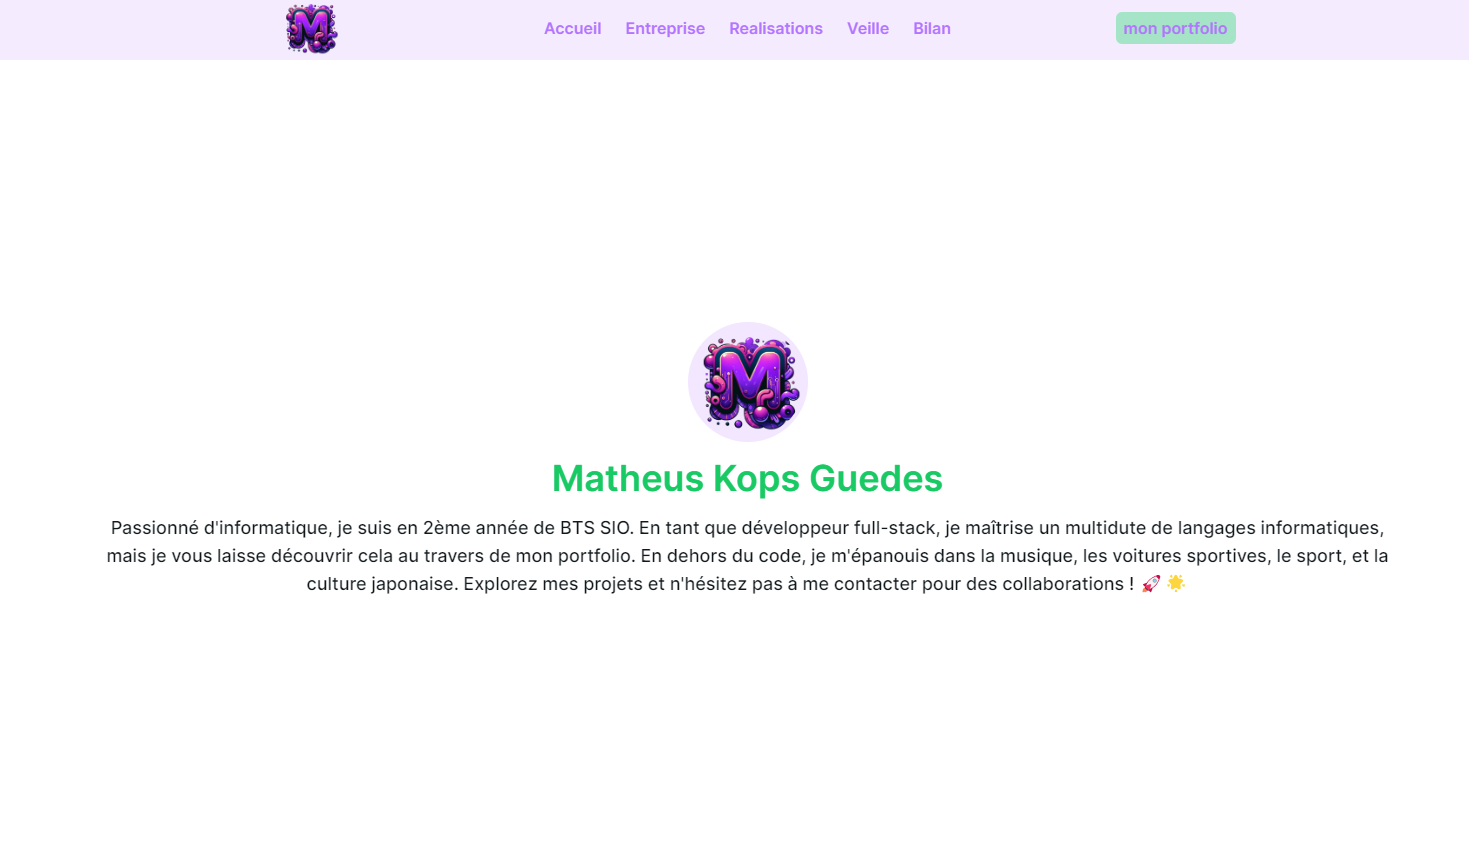 M
Accueil Entreprise Realisations Veille Bilan mon portfolio
M
Matheus Kops Guedes
Passionné d'informatique, je suis en 2ème année de BTS SIO. En tant que développeur full-stack, je maîtrise un multidute de langages informatiques,
mais je vous laisse découvrir cela au travers de mon portfolio. En dehors du code, je m'épanouis dans la musique, les voitures sportives, le sport, et la
culture japonaise. Explorez mes projets et n'hésitez pas à me contacter pour des collaborations ! 🚀 🌟